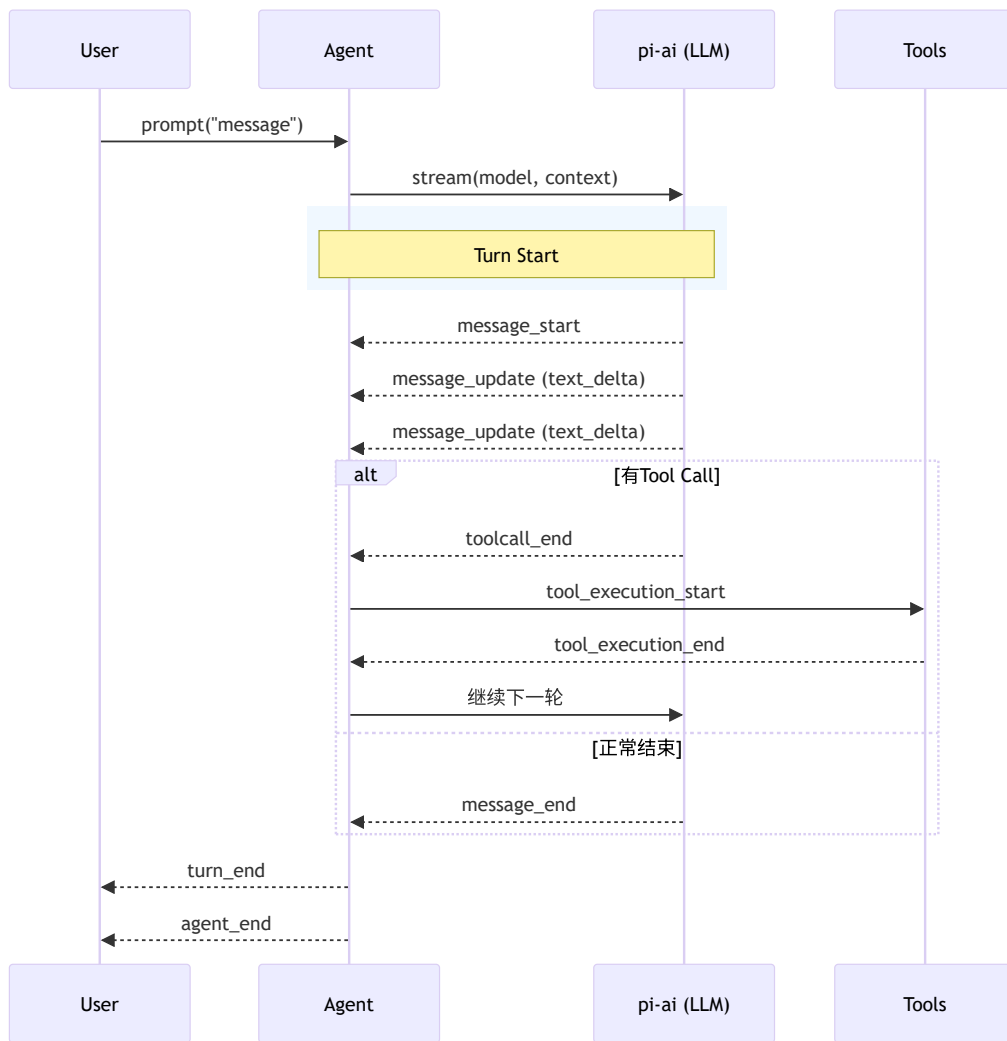 User Agent pi-ai (LLM) Tools
prompt("message")
stream(model, context)
Turn Start
message_start
message_update (text_delta)
message_update (text_delta)
alt [有Tool Call]
toolcall_end
tool_execution_start
tool_execution_end
继续下一轮
[正常结束]
message_end
turn_end
agent_end
User Agent pi-ai (LLM) Tools